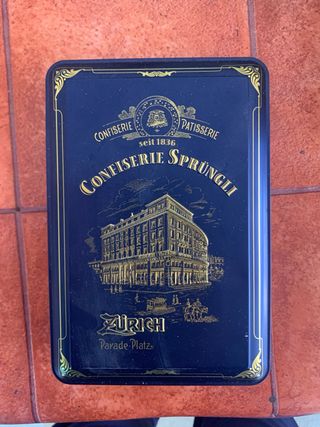 CONFISERIE PATISSERIE
seit 1836
CONFISERIE SPRÜNGLI
ZÜRICH
Parade-Platz